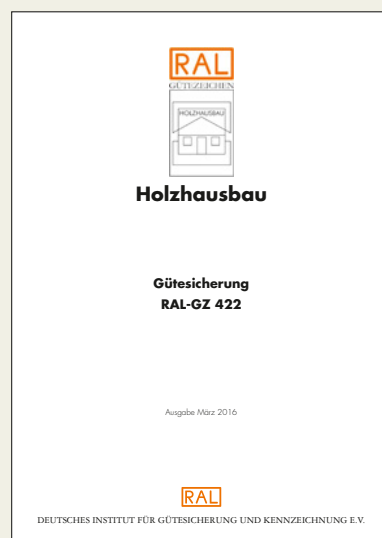 RAL
GÜTEZEICHEN
HOLZHAUSBAU
Holzhausbau
Gütesicherung
RAL-GZ 422
Ausgabe März 2016
RAL
DEUTSCHES INSTITUT FÜR GÜTESICHERUNG UND KENNZEICHNUNG E.V.